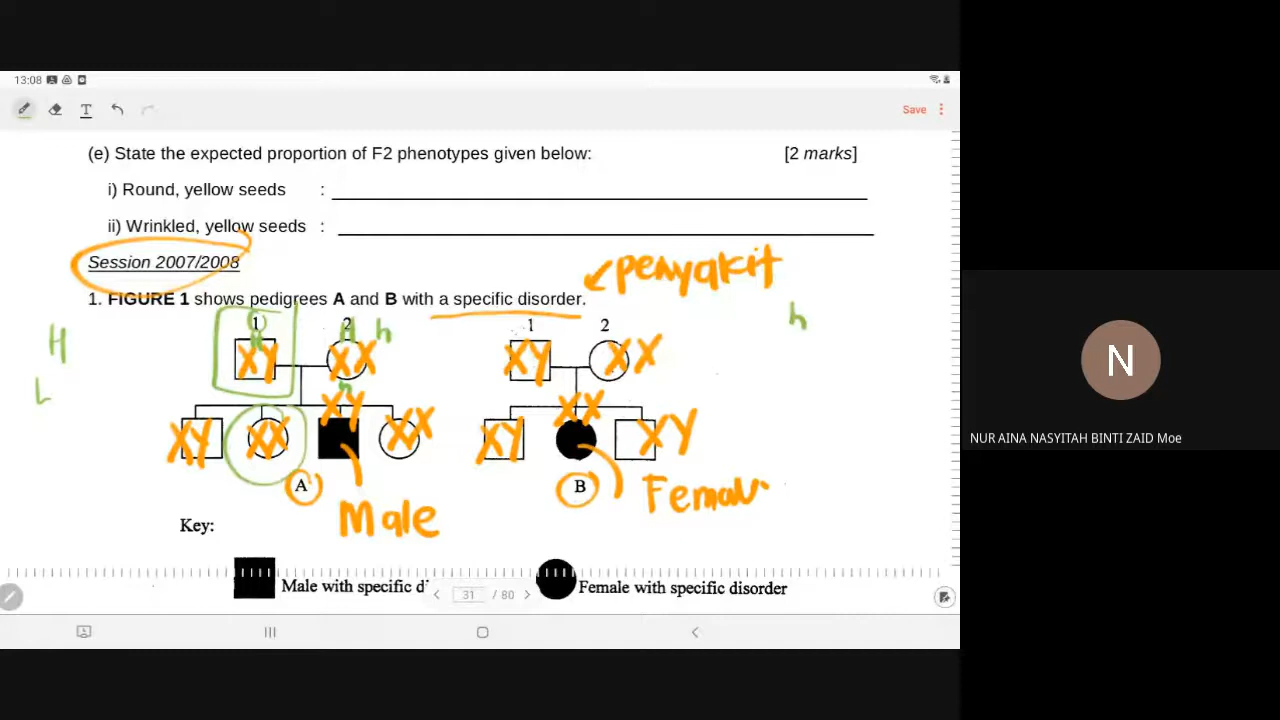 13:08
T
Save
(e) State the expected proportion of F2 phenotypes given below: [2 marks]
i) Round, yellow seeds :
ii) Wrinkled, yellow seeds :
Session 2007/2008
penyakit
1. FIGURE 1 shows pedigrees A and B with a specific disorder.
1 2 1 2
H h h
H
XY XX XY XX
h
XY XX
XY XX XX XY XY
A B
Male Female
Key:
Male with specific di Female with specific disorder
31 / 80
N
NUR AINA NASYITAH BINTI ZAID Moe